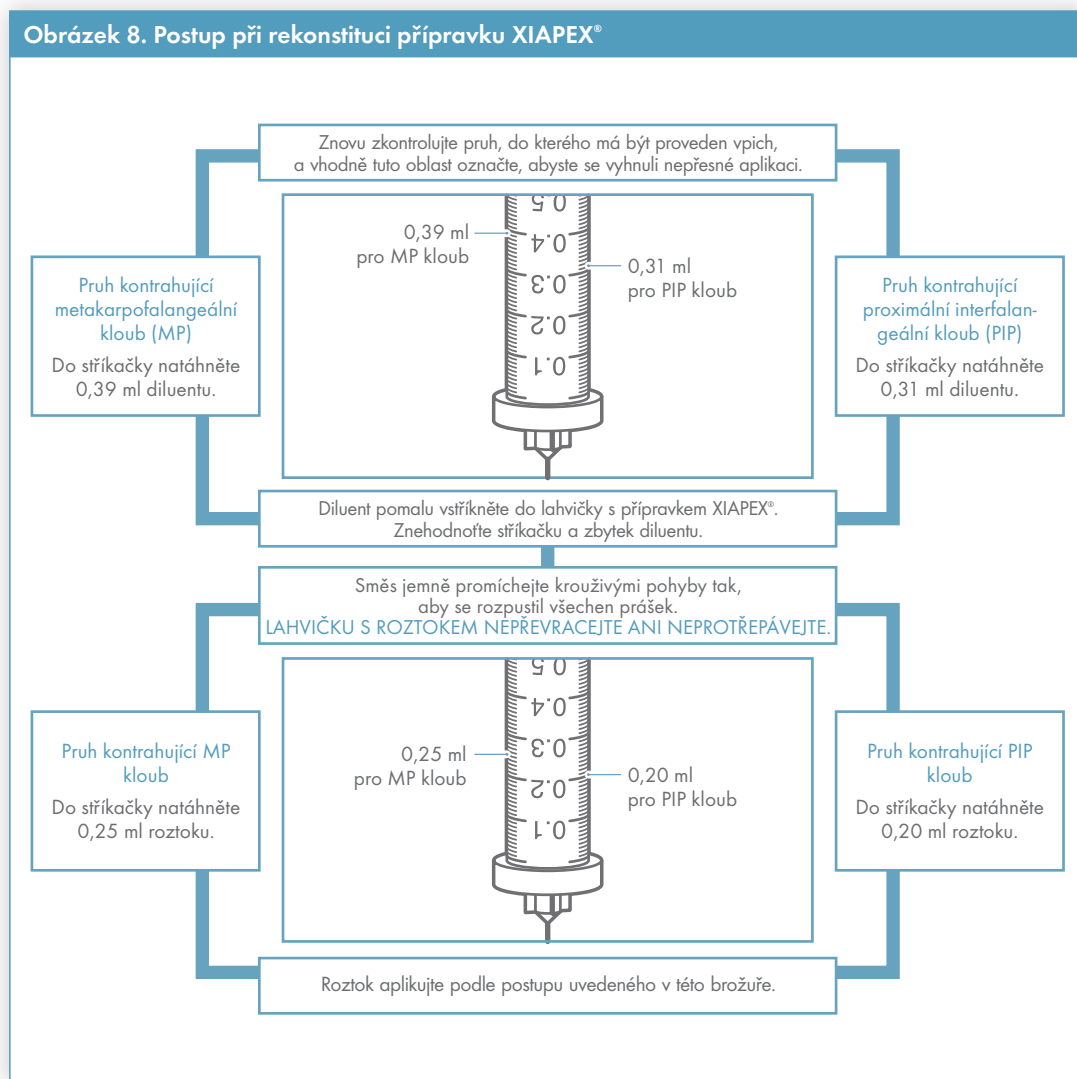 Obrázek 8. Postup při rekonstituci přípravku XIAPEX®
Znovu zkontrolujte pruh, do kterého má být proveden vpich,
a vhodně tuto oblast označte, abyste se vyhnuli nepřesné aplikaci.
Pruh kontrahující
metakarpofalangeální
kloub (MP)
Do stříkačky natáhněte
0,39 ml diluentu.
0,39 ml
pro MP kloub
0.5
0.4
0.3
0.2
0.1
0,31 ml
pro PIP kloub
Pruh kontrahující
proximální interfalan-
geální kloub (PIP)
Do stříkačky natáhněte
0,31 ml diluentu.
Diluent pomalu vstříkněte do lahvičky s přípravkem XIAPEX®.
Znehodnoťte stříkačku a zbytek diluentu.
Směs jemně promíchejte krouživými pohyby tak,
aby se rozpustil všechen prášek.
LAHVIČKU S ROZTOKEM NEPŘEVRACEJTE ANI NEPROTŘEPÁVEJTE.
Pruh kontrahující MP
kloub
Do stříkačky natáhněte
0,25 ml roztoku.
0,25 ml
pro MP kloub
0.5
0.4
0.3
0.2
0.1
0,20 ml
pro PIP kloub
Pruh kontrahující PIP
kloub
Do stříkačky natáhněte
0,20 ml roztoku.
Roztok aplikujte podle postupu uvedeného v této brožuře.